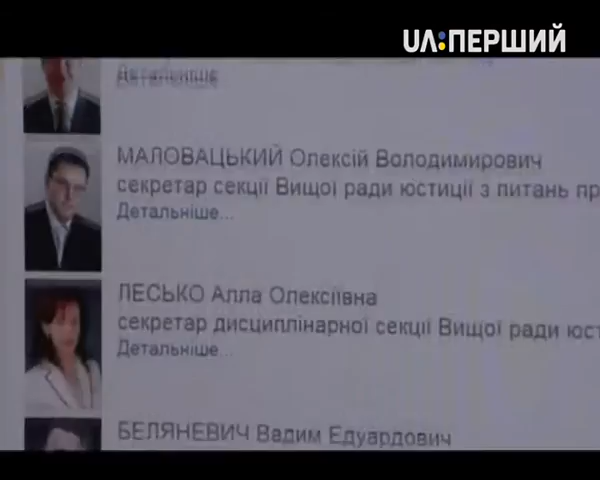 UA:ПЕРШИЙ
Детальніше
МАЛОВАЦЬКИЙ Олексій Володимирович
секретар секції Вищої ради юстиції з питань пр
Детальніше...
ЛЕСЬКО Алла Олексіївна
секретар дисциплінарної секції Вищої ради юст
Детальніше...
БЕЛЯНЕВИЧ Вадим Едуардович